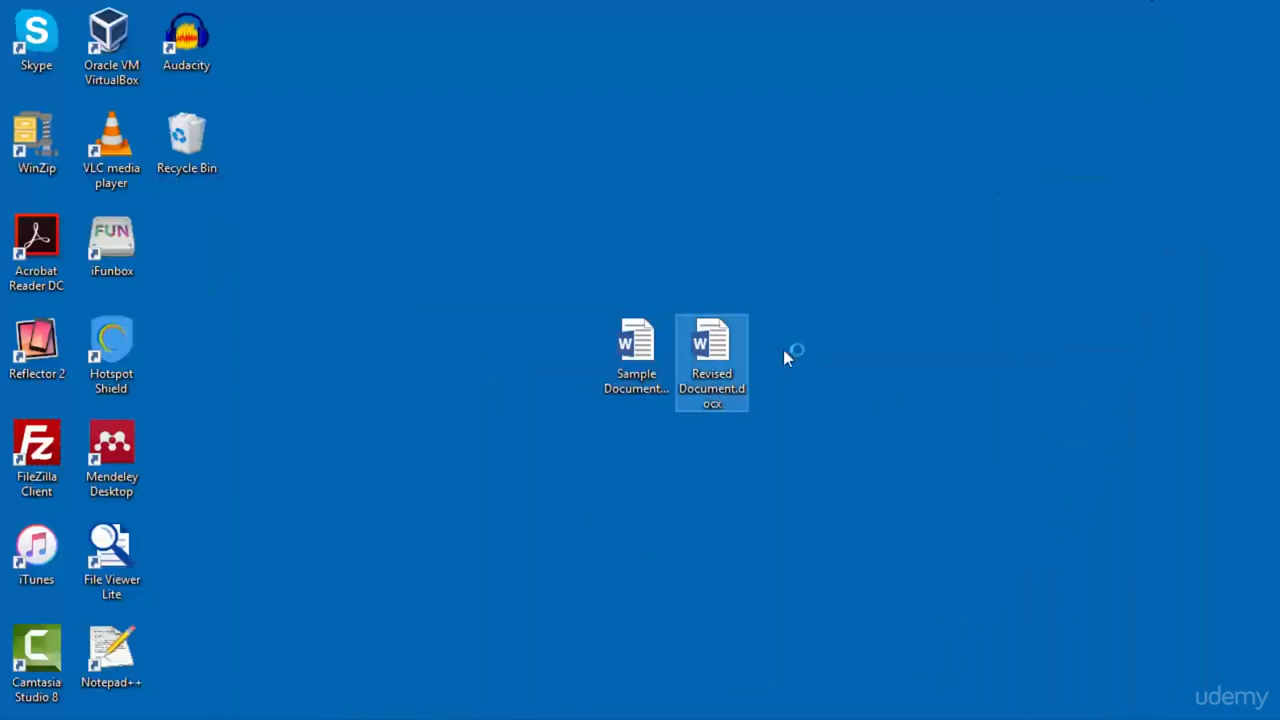 Skype
Oracle VM
VirtualBox
Audacity
WinZip
VLC media
player
Recycle Bin
Acrobat
Reader DC
FUN
iFunbox
Reflector 2
Hotspot
Shield
W
Sample
Document...
W
Revised
Document.d
ocx
Fz
FileZilla
Client
Mendeley
Desktop
iTunes
File Viewer
Lite
Camtasia
Studio 8
Notepad++
udemy